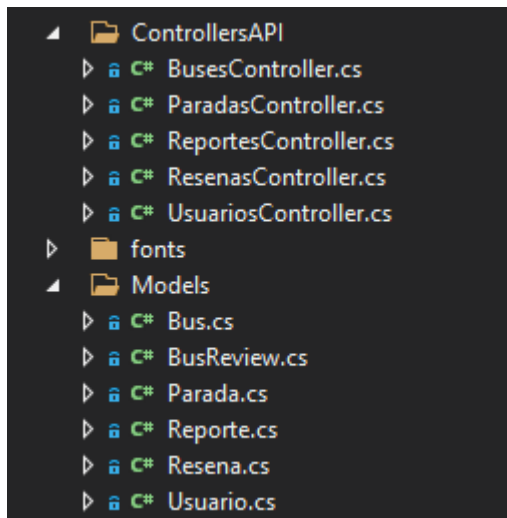 ControllersAPI
C# BusesController.cs
C# ParadasController.cs
C# ReportesController.cs
C# ResenasController.cs
C# UsuariosController.cs
fonts
Models
C# Bus.cs
C# BusReview.cs
C# Parada.cs
C# Reporte.cs
C# Resena.cs
C# Usuario.cs